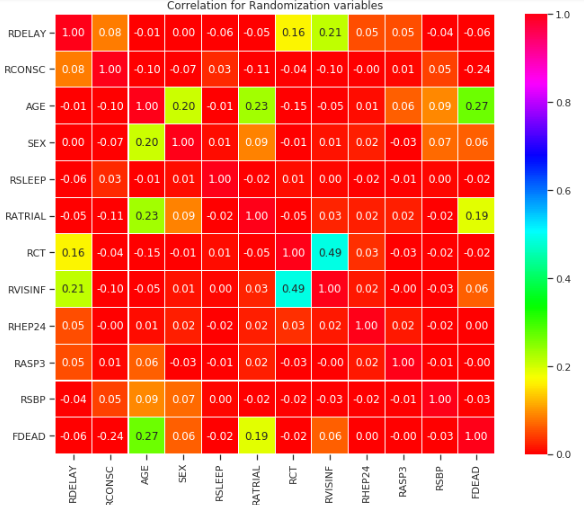 Correlation for Randomization variables
RDELAY 1.00 0.08 -0.01 0.00 -0.06 -0.05 0.16 0.21 0.05 0.05 -0.04 -0.06
RCONSC 0.08 1.00 -0.10 -0.07 0.03 -0.11 -0.04 -0.10 -0.00 0.01 0.05 -0.24
AGE -0.01 -0.10 1.00 0.20 -0.01 0.23 -0.15 -0.05 0.01 0.06 0.09 0.27
SEX 0.00 -0.07 0.20 1.00 0.01 0.09 -0.01 0.01 0.02 -0.03 0.07 0.06
RSLEEP -0.06 0.03 -0.01 0.01 1.00 -0.02 0.01 0.00 -0.02 -0.01 0.00 -0.02
RATRIAL -0.05 -0.11 0.23 0.09 -0.02 1.00 -0.05 0.03 0.02 0.02 -0.02 0.19
RCT 0.16 -0.04 -0.15 -0.01 0.01 -0.05 1.00 0.49 0.03 -0.03 -0.02 -0.02
RVISINF 0.21 -0.10 -0.05 0.01 0.00 0.03 0.49 1.00 0.02 -0.00 -0.03 0.06
RHEP24 0.05 -0.00 0.01 0.02 -0.02 0.02 0.03 0.02 1.00 0.02 -0.02 0.00
RASP3 0.05 0.01 0.06 -0.03 -0.01 0.02 -0.03 -0.00 0.02 1.00 -0.01 -0.00
RSBP -0.04 0.05 0.09 0.07 0.00 -0.02 -0.02 -0.03 -0.02 -0.01 1.00 -0.03
FDEAD -0.06 -0.24 0.27 0.06 -0.02 0.19 -0.02 0.06 0.00 -0.00 -0.03 1.00
RDELAY RCONSC AGE SEX RSLEEP RATRIAL RCT RVISINF RHEP24 RASP3 RSBP FDEAD
1.0
0.8
0.6
0.4
0.2
0.0